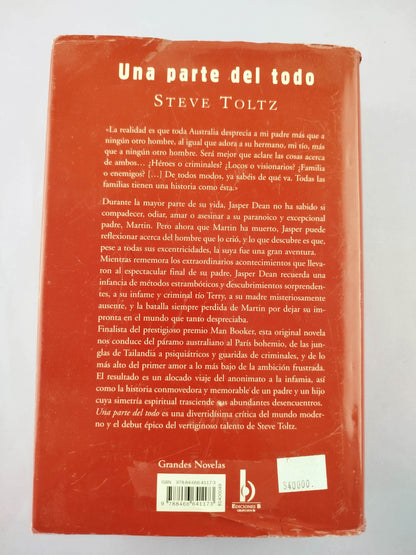 Una parte del todo
STEVE TOLTZ
«La realidad es que toda Australia desprecia a mi padre más que a
ningún otro hombre, al igual que adora a su hermano, mi tío, más
que a ningún otro hombre. Será mejor que aclare las cosas acerca
de ambos... ¿Héroes o criminales? ¿Locos o visionarios? ¿Familia
o enemigos? [...] De todos modos, ya sabéis de qué va. Todas las
familias tienen una historia como ésta.»
Durante la mayor parte de su vida, Jasper Dean no ha sabido si
compadecer, odiar, amar o asesinar a su paranoico y excepcional
padre, Martin. Pero ahora que Martin ha muerto, Jasper puede
reflexionar acerca del hombre que lo crió, y lo que descubre es que,
pese a todas sus excentricidades, la suya fue una gran aventura.
Mientras rememora los extraordinarios acontecimientos que lleva-
ron al espectacular final de su padre, Jasper Dean recuerda una
infancia de métodos estrambóticos y descubrimientos sorprenden-
tes, a su infame y criminal tío Terry, a su madre misteriosamente
ausente, y la batalla siempre perdida de Martin por dejar su im-
pronta en el mundo que tanto despreciaba.
Finalista del prestigioso premio Man Booker, esta original novela
nos conduce del páramo australiano al París bohemio, de las jun-
glas de Tailandia a psiquiátricos y guaridas de criminales, y de lo
más alto del primer amor a lo más bajo de la ambición frustrada.
El resultado es un alocado viaje del anonimato a la infamia, así
como la historia conmovedora y memorable de un padre y un hijo
cuya simetría espiritual trasciende sus abundantes desencuentros.
Una parte del todo es una divertidísima crítica del mundo moder-
no y el debut épico del vertiginoso talento de Steve Toltz.
Grandes Novelas
ISBN: 978-84-666-4117-3
9788466641173
b
EDICIONES B
$40000.